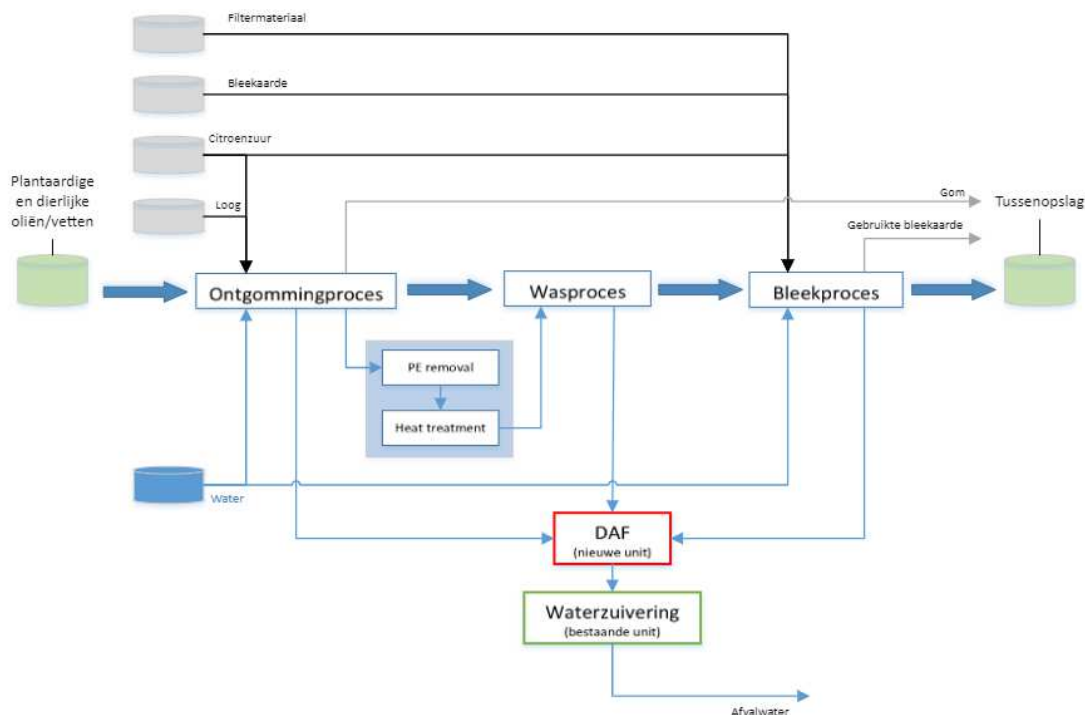 Filtermateriaal
Bleekaarde
Citroenzuur
Loog
Plantaardige
en dierlijke
oliën/vetten
Gom
Gebruikte bleekaarde
Tussenopslag
Ontgommingproces
Wasproces
Bleekproces
PE removal
Heat treatment
Water
DAF
(nieuwe unit)
Waterzuivering
(bestaande unit)
Afvalwater